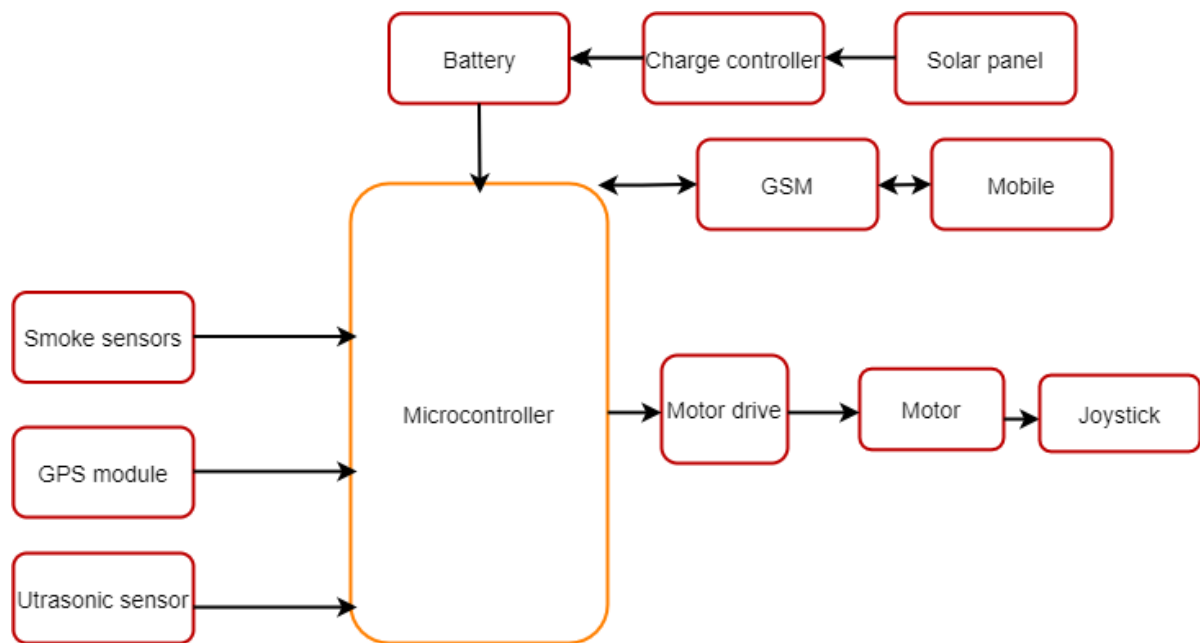 Battery
Charge controller
Solar panel
GSM
Mobile
Smoke sensors
Microcontroller
Motor drive
Motor
Joystick
GPS module
Utrasonic sensor